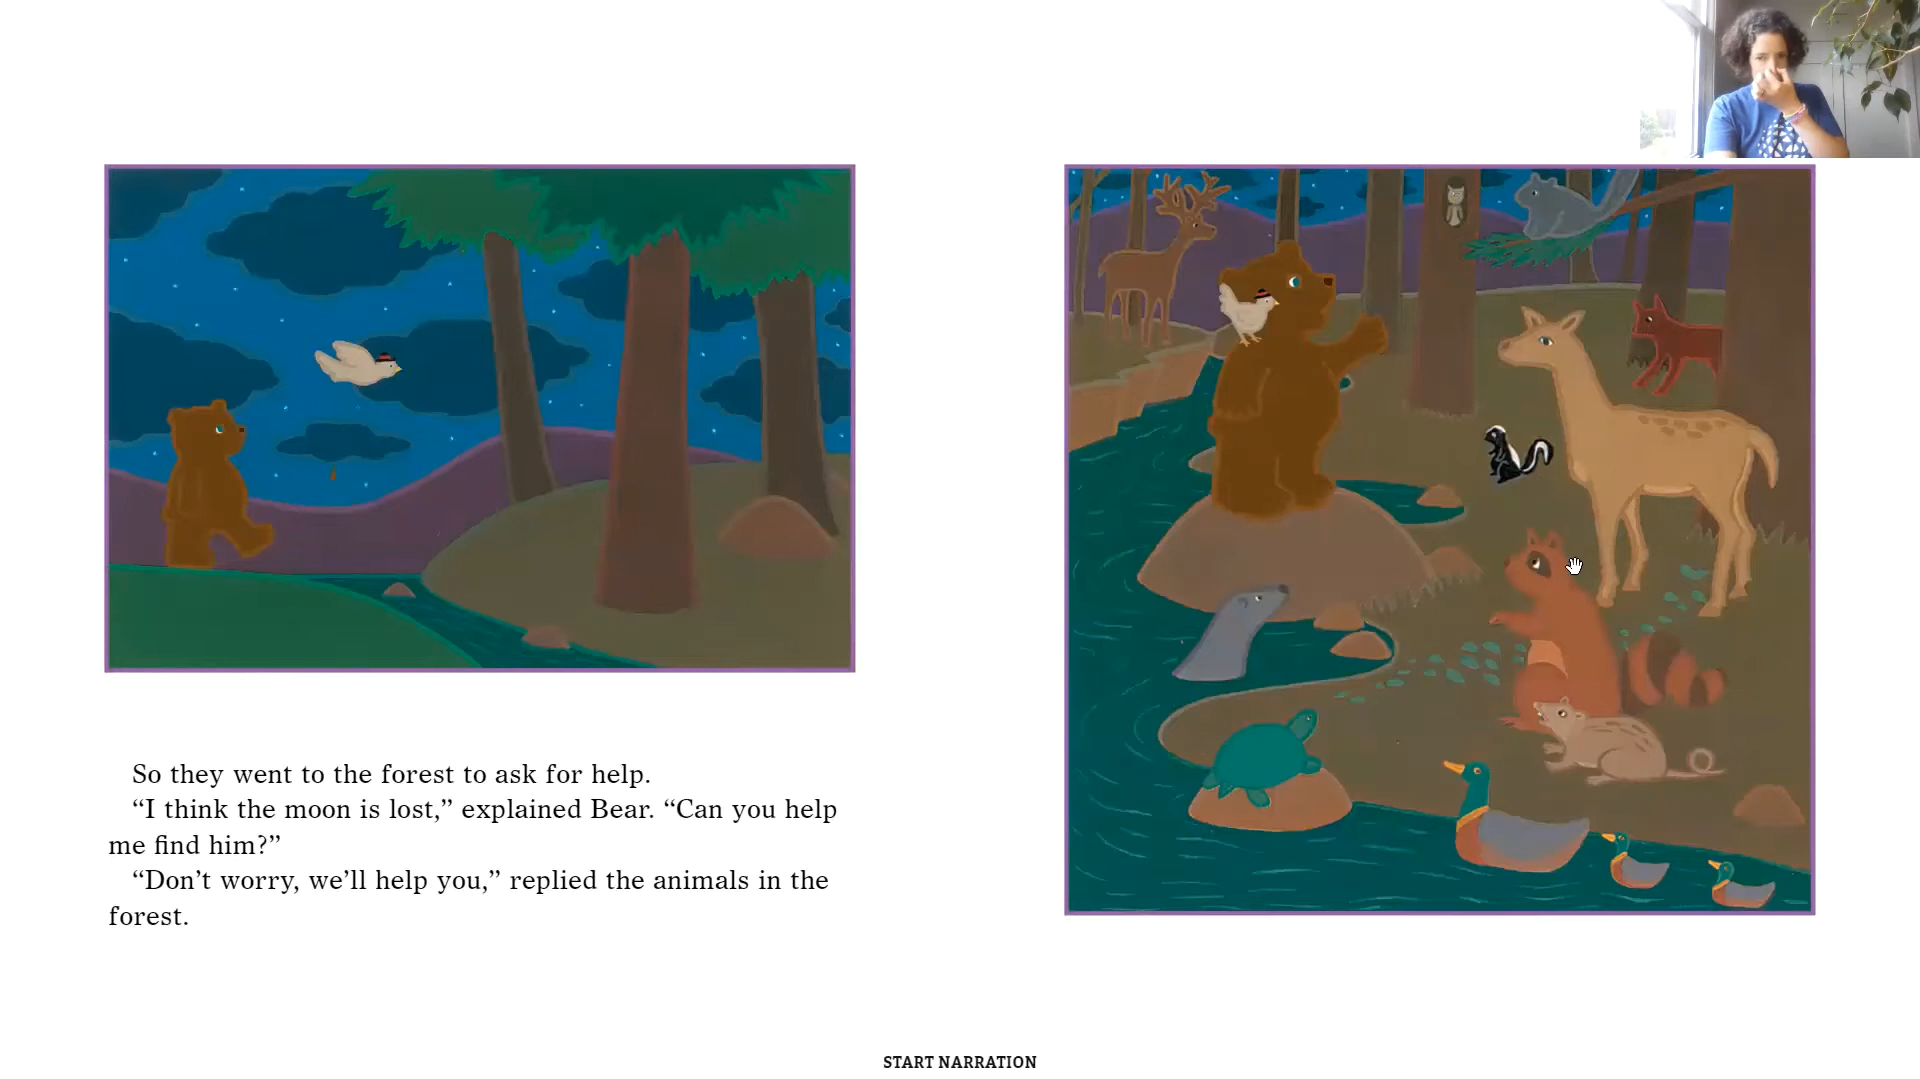 So they went to the forest to ask for help.
“I think the moon is lost,” explained Bear. “Can you help
me find him?”
“Don’t worry, we’ll help you,” replied the animals in the
forest.
START NARRATION